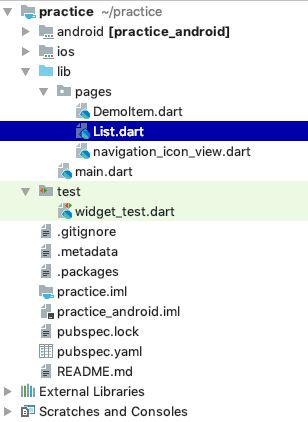 practice ~/practice
android [practice_android]
ios
lib
pages
DemoItem.dart
List.dart
navigation_icon_view.dart
main.dart
test
widget_test.dart
.gitignore
.metadata
.packages
practice.iml
practice_android.iml
pubspec.lock
pubspec.yaml
README.md
External Libraries
Scratches and Consoles